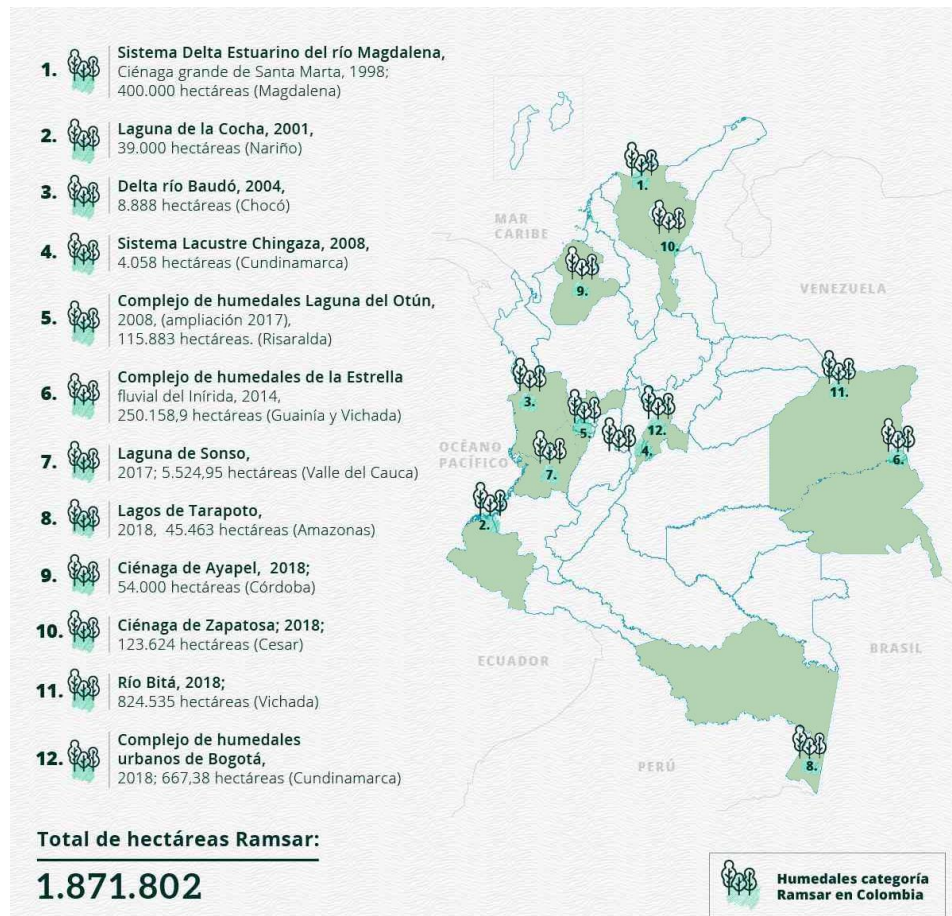 1. Sistema Delta Estuarino del río Magdalena,
Ciénaga grande de Santa Marta, 1998;
400.000 hectáreas (Magdalena)
2. Laguna de la Cocha, 2001,
39.000 hectáreas (Nariño)
3. Delta río Baudó, 2004,
8.888 hectáreas (Chocó)
4. Sistema Lacustre Chingaza, 2008,
4.058 hectáreas (Cundinamarca)
5. Complejo de humedales Laguna del Otún,
2008, (ampliación 2017),
115.883 hectáreas. (Risaralda)
6. Complejo de humedales de la Estrella
fluvial del Inírida, 2014,
250.158,9 hectáreas (Guainía y Vichada)
7. Laguna de Sonso,
2017; 5.524,95 hectáreas (Valle del Cauca)
8. Lagos de Tarapoto,
2018, 45.463 hectáreas (Amazonas)
9. Ciénaga de Ayapel, 2018;
54.000 hectáreas (Córdoba)
10. Ciénaga de Zapatosa; 2018;
123.624 hectáreas (Cesar)
11. Río Bitá, 2018;
824.535 hectáreas (Vichada)
12. Complejo de humedales
urbanos de Bogotá,
2018; 667,38 hectáreas (Cundinamarca)
Total de hectáreas Ramsar:
1.871.802
1.
MAR
CARIBE
10.
9.
VENEZUELA
3.
11.
5.
12.
OCÉANO
PACÍFICO
4.
6.
7.
2.
ECUADOR
BRASIL
PERÚ
8.
Humedales categoría
Ramsar en Colombia